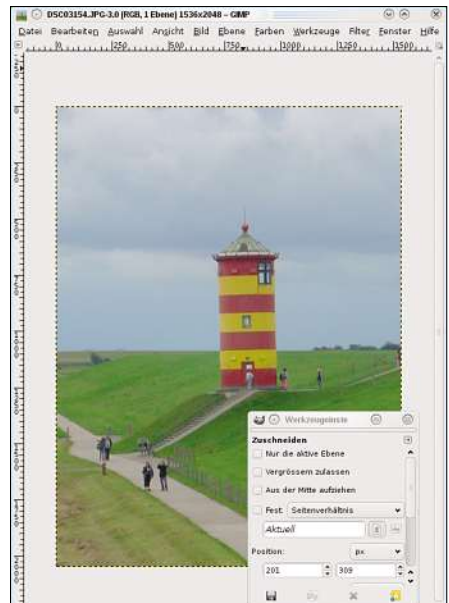 DSC03154.JPG-3.0 (RGB, 1 Ebene) 1536x2048 – GIMP
Datei Bearbeiten Auswahl Ansicht Bild Ebene Farben Werkzeuge Filter Fenster Hilfe
0 250 500 750 1000 1250 1500
Zuschneiden
Nur die aktive Ebene
Vergrössern zulassen
Aus der Mitte aufziehen
Fest Seitenverhältnis
Aktuell
Position: px
201 309